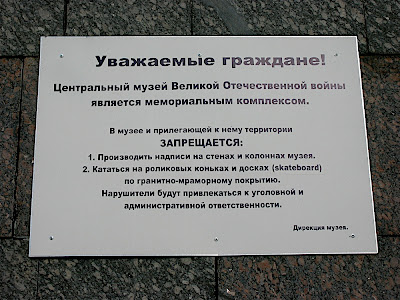 Уважаемые граждане!
Центральный музей Великой Отечественной войны
является мемориальным комплексом.
В музее и прилегающей к нему территории
ЗАПРЕЩАЕТСЯ:
1. Производить надписи на стенах и колоннах музея.
2. Кататься на роликовых коньках и досках (skateboard)
по гранитно-мраморному покрытию.
Нарушители будут привлекаться к уголовной и
административной ответственности.
Дирекция музея.